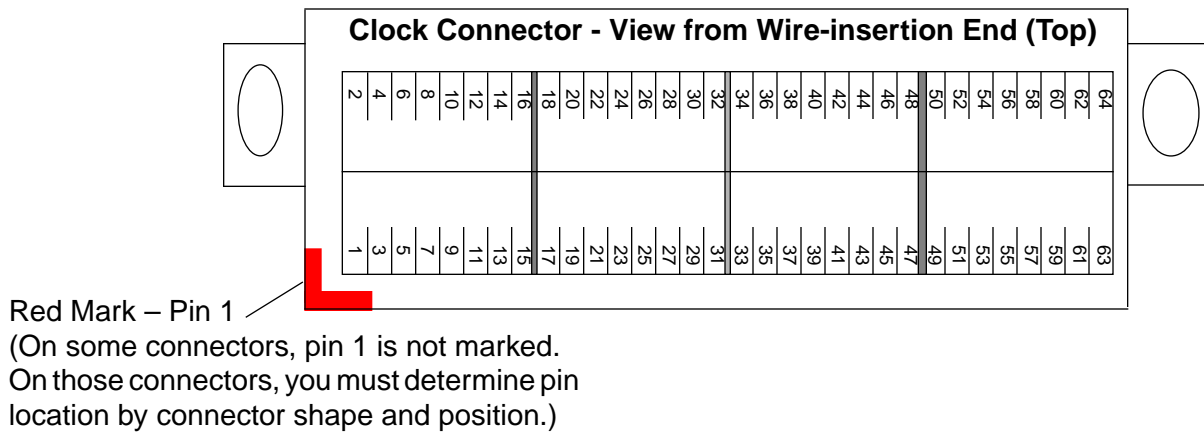 Clock Connector - View from Wire-insertion End (Top)
2 4 6 8 10 12 14 16 18 20 22 24 26 28 30 32 34 36 38 40 42 44 46 48 50 52 54 56 58 60 62 64
1 3 5 7 9 11 13 15 17 19 21 23 25 27 29 31 33 35 37 39 41 43 45 47 49 51 53 55 57 59 61 63
Red Mark – Pin 1
(On some connectors, pin 1 is not marked.
On those connectors, you must determine pin
location by connector shape and position.)